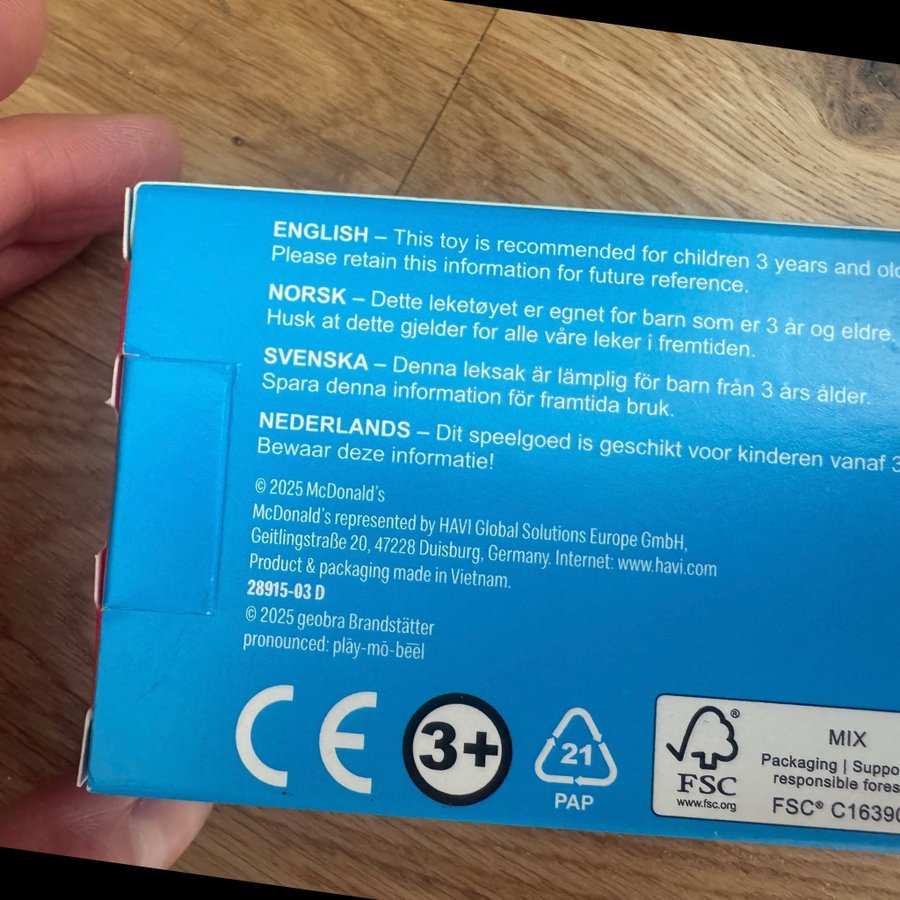 ENGLISH – This toy is recommended for children 3 years and
Please retain this information for future reference.
NORSK – Dette leketøyet er egnet for barn som er 3 år og eldre.
Husk at dette gjelder for alle våre leker i fremtiden.
SVENSKA – Denna leksak är lämplig för barn från 3 års ålder.
Spara denna information för framtida bruk.
NEDERLANDS – Dit speelgoed is geschikt voor kinderen vanaf 3
Bewaar deze informatie!
© 2025 McDonald's
McDonald's represented by HAVI Global Solutions Europe GmbH,
Geitlingstraße 20, 47228 Duisburg, Germany. Internet: www.havi.com
Product & packaging made in Vietnam.
28915-03 D
© 2025 geobra Brandstätter
pronounced: plāy-mō-bēēl
CE
3+
21
PAP
FSC
www.fsc.org
®
MIX
Packaging |
responsible
FSC®